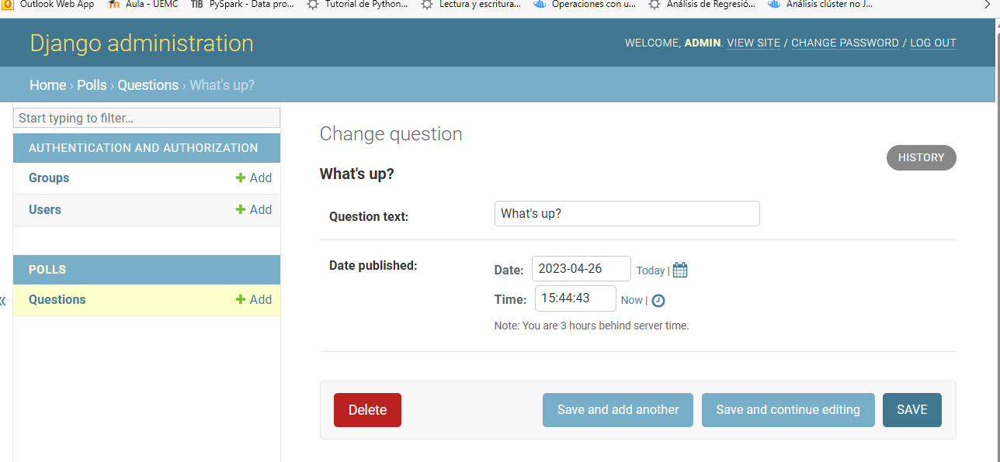 Outlook Web App Aula - UEMC TIB PySpark - Data pro... Tutorial de Python... Lectura y escritura... Operaciones con u... Análisis de Regresió... Análisis clúster no J...
Django administration
WELCOME, ADMIN. VIEW SITE / CHANGE PASSWORD / LOG OUT
Home › Polls › Questions › What's up?
Start typing to filter...
AUTHENTICATION AND AUTHORIZATION
Groups + Add
Users + Add
POLLS
Questions + Add
«
Change question
HISTORY
What's up?
Question text: What's up?
Date published: Date: 2023-04-26 Today |
Time: 15:44:43 Now |
Note: You are 3 hours behind server time.
Delete Save and add another Save and continue editing SAVE